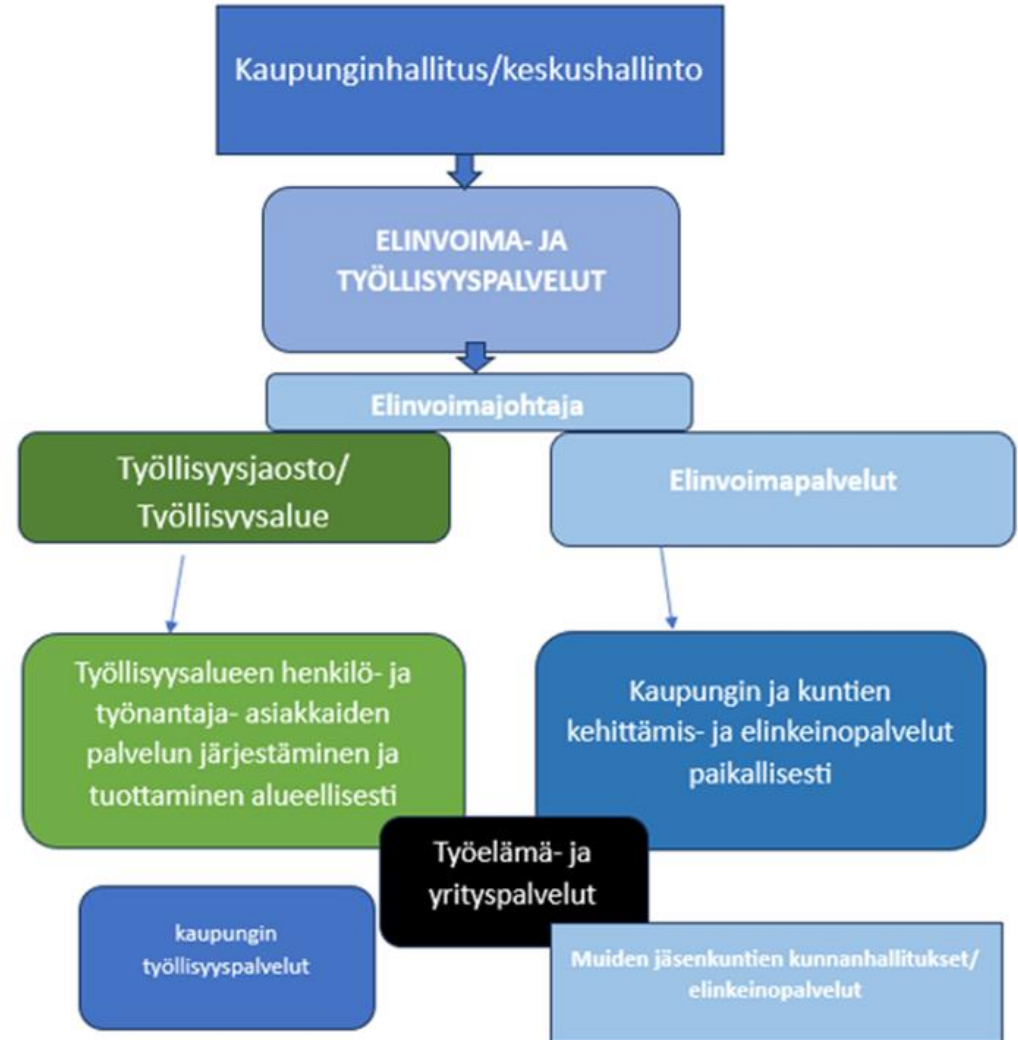 Kaupunginhallitus/keskushallinto
ELINVOIMA- JA
TYÖLLISYYSPALVELUT
Elinvoimajohtaja
Työllisyysjaosto/
Työllisyysalue
Elinvoimapalvelut
Työllisyysalueen henkilö- ja
työnantaja- asiakkaiden
palvelun järjestäminen ja
tuottaminen alueellisesti
Kaupungin ja kuntien
kehittämis- ja elinkeinopalvelut
paikallisesti
Työelämä- ja
yrityspalvelut
kaupungin
työllisyyspalvelut
Muiden jäsenkuntien kunnanhallitukset/
elinkeinopalvelut